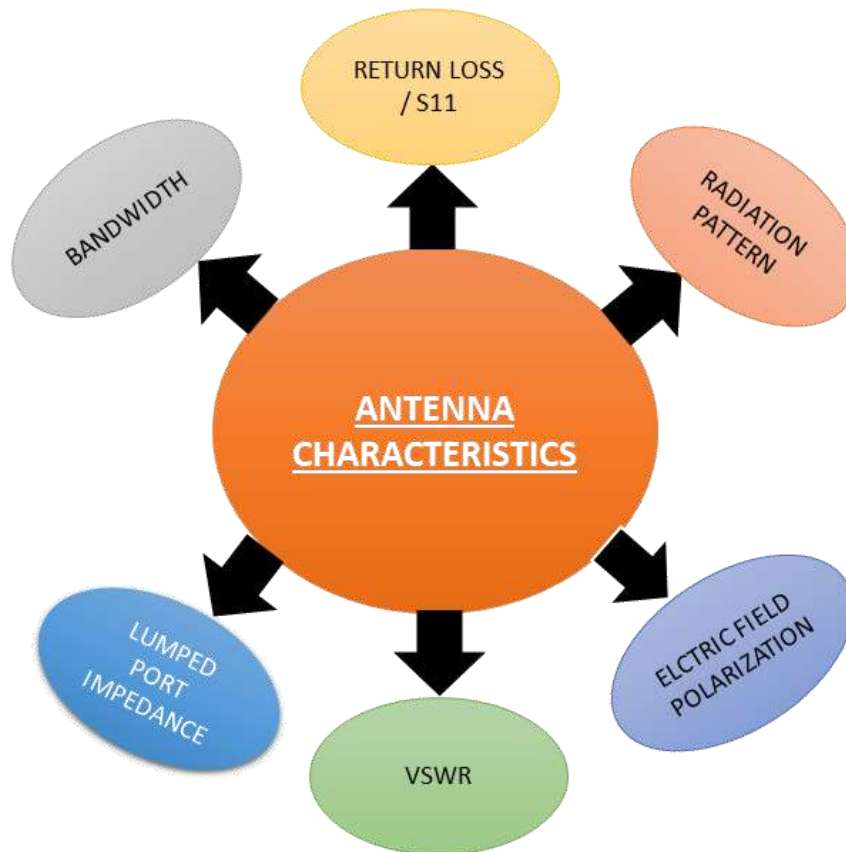 RETURN LOSS
/ S11
BANDWIDTH
RADIATION
PATTERN
ANTENNA
CHARACTERISTICS
LUMPED
PORT
IMPEDANCE
ELCTRIC FIELD
POLARIZATION
VSWR